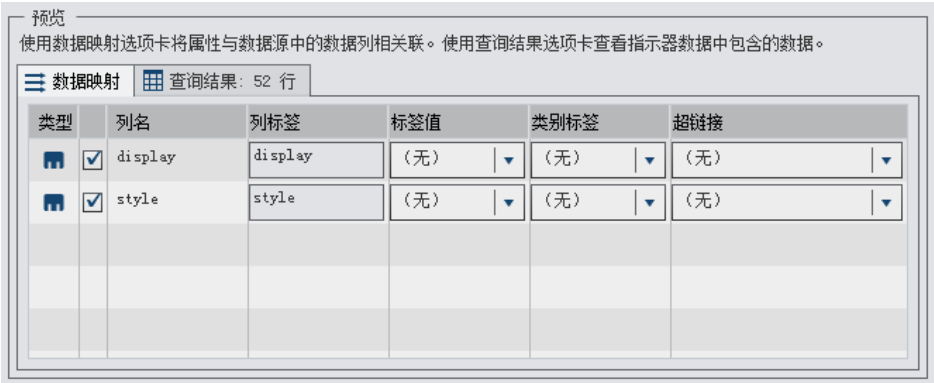 预览
使用数据映射选项卡将属性与数据源中的数据列相关联。使用查询结果选项卡查看指示器数据中包含的数据。
数据映射 查询结果: 52 行
类型 列名 列标签 标签值 类别标签 超链接
display display (无) (无) (无)
style style (无) (无) (无)